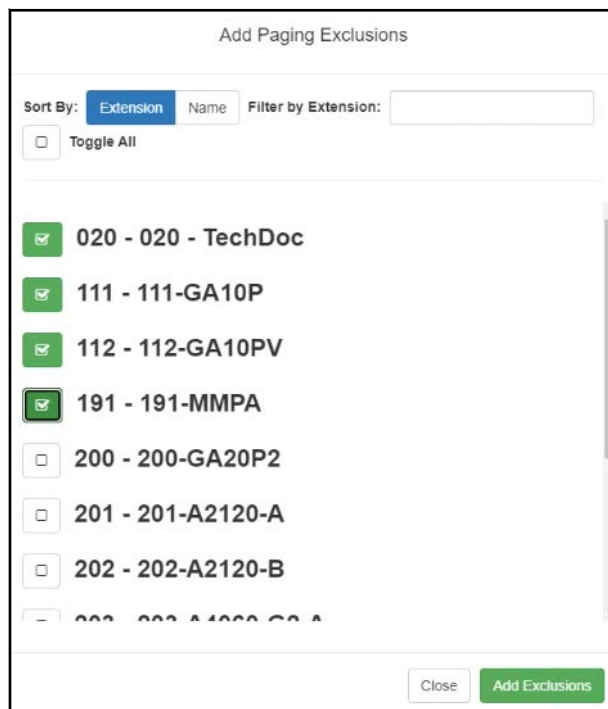 Add Paging Exclusions
Sort By: Extension Name Filter by Extension:
Toggle All
020 - 020 - TechDoc
111 - 111-GA10P
112 - 112-GA10PV
191 - 191-MMPA
200 - 200-GA20P2
201 - 201-A2120-A
202 - 202-A2120-B
Close Add Exclusions